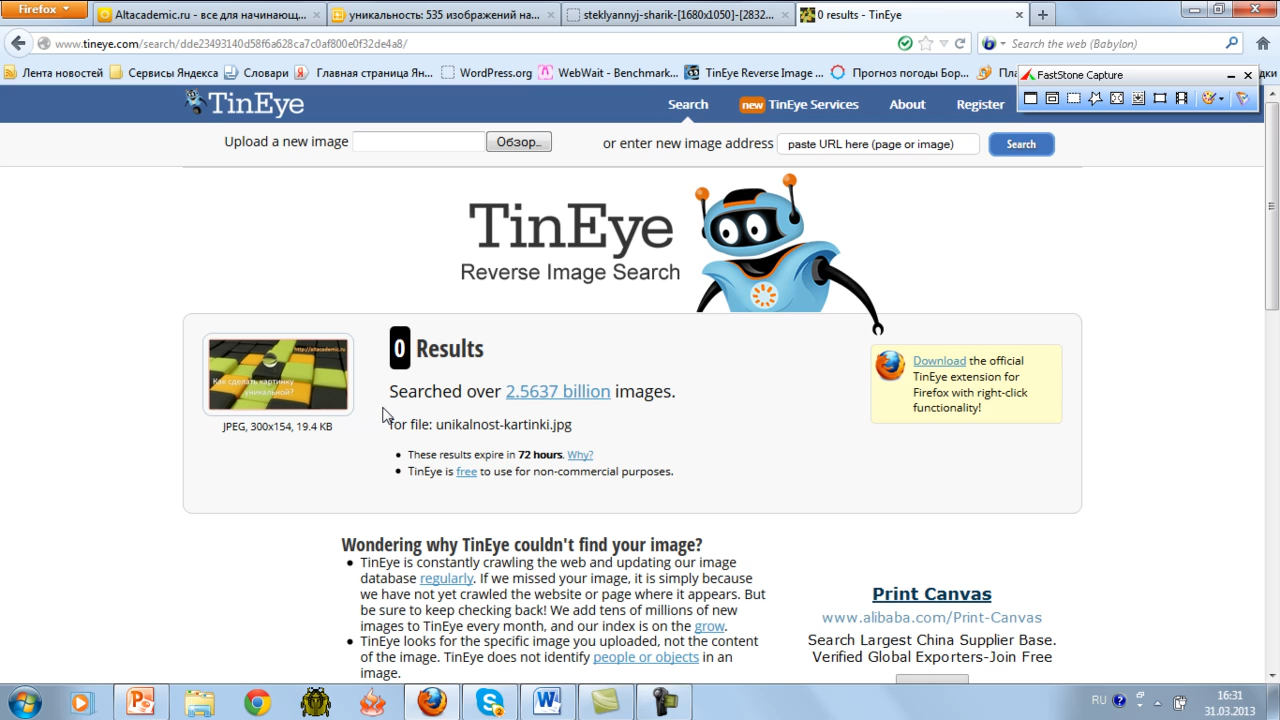 Firefox
Altacademic.ru - все для начинающ...
уникальность: 535 изображений на...
steklyannyj-sharik-[1680x1050]-[2832...
0 results - TinEye
www.tineye.com/search/dde23493140d58f6a628ca7c0af800e0f32de4a8/
Search the web (Babylon)
Лента новостей
Сервисы Яндекса
Словари
Главная страница Ян...
WordPress.org
WebWait - Benchmark...
TinEye Reverse Image ...
Прогноз погоды Бор...
FastStone Capture
TinEye
Search
new TinEye Services
About
Register
Upload a new image
Обзор...
or enter new image address
paste URL here (page or image)
Search
TinEye
Reverse Image Search
http://altacademic.ru
Как сделать картинку
уникальной?
JPEG, 300x154, 19.4 KB
0 Results
Searched over 2.5637 billion images.
for file: unikalnost-kartinki.jpg
These results expire in 72 hours. Why?
TinEye is free to use for non-commercial purposes.
Download the official
TinEye extension for
Firefox with right-click
functionality!
Wondering why TinEye couldn't find your image?
TinEye is constantly crawling the web and updating our image
database regularly. If we missed your image, it is simply because
we have not yet crawled the website or page where it appears. But
be sure to keep checking back! We add tens of millions of new
images to TinEye every month, and our index is on the grow.
TinEye looks for the specific image you uploaded, not the content
of the image. TinEye does not identify people or objects in an
image.
Print Canvas
www.alibaba.com/Print-Canvas
Search Largest China Supplier Base.
Verified Global Exporters-Join Free
RU
16:31
31.03.2013